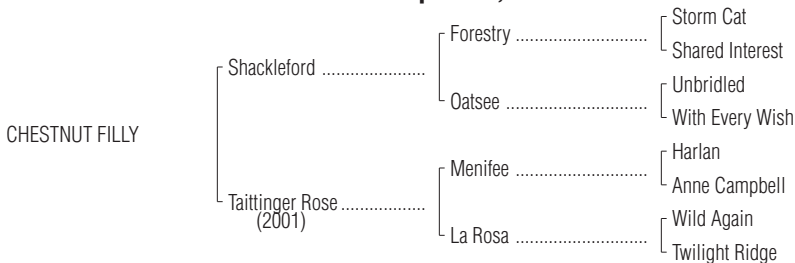 Storm Cat
Forestry ............................
Shared Interest
Shackleford ......................
Unbridled
Oatsee ..............................
With Every Wish
CHESTNUT FILLY
Harlan
Menifee ............................
Anne Campbell
Taittinger Rose ..................
(2001)
Wild Again
La Rosa ............................
Twilight Ridge